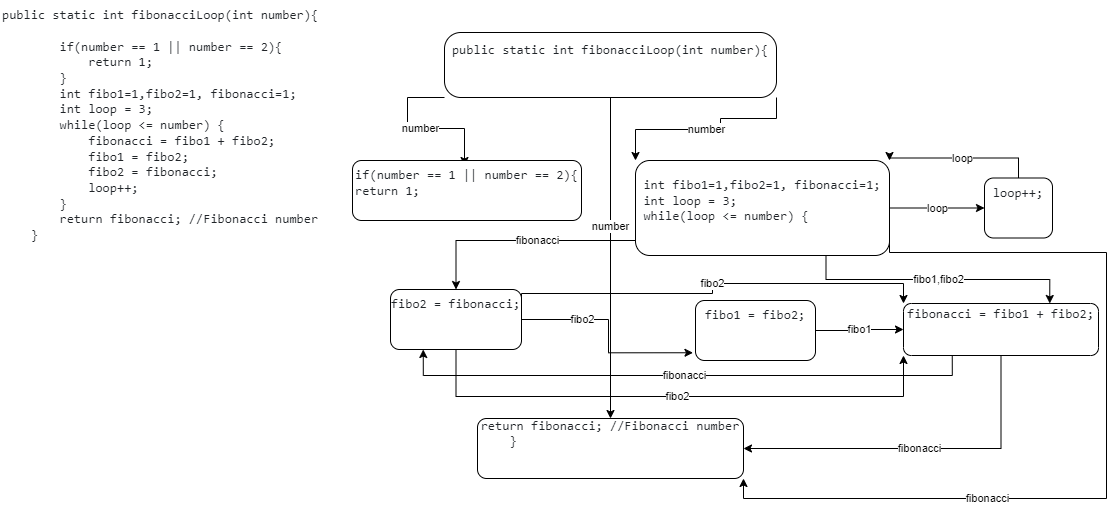 public static int fibonacciLoop(int number){
if(number == 1 || number == 2){
return 1;
}
int fibo1=1,fibo2=1, fibonacci=1;
int loop = 3;
while(loop <= number) {
fibonacci = fibo1 + fibo2;
fibo1 = fibo2;
fibo2 = fibonacci;
loop++;
}
return fibonacci; //Fibonacci number
}
public static int fibonacciLoop(int number){
number
number
if(number == 1 || number == 2){
return 1;
int fibo1=1,fibo2=1, fibonacci=1;
int loop = 3;
while(loop <= number) {
loop
loop++;
loop
number
fibonacci
fibo1,fibo2
fibo2
fibo2 = fibonacci;
fibo2
fibo1 = fibo2;
fibo1
fibonacci = fibo1 + fibo2;
fibonacci
fibo2
return fibonacci; //Fibonacci number
}
fibonacci
fibonacci